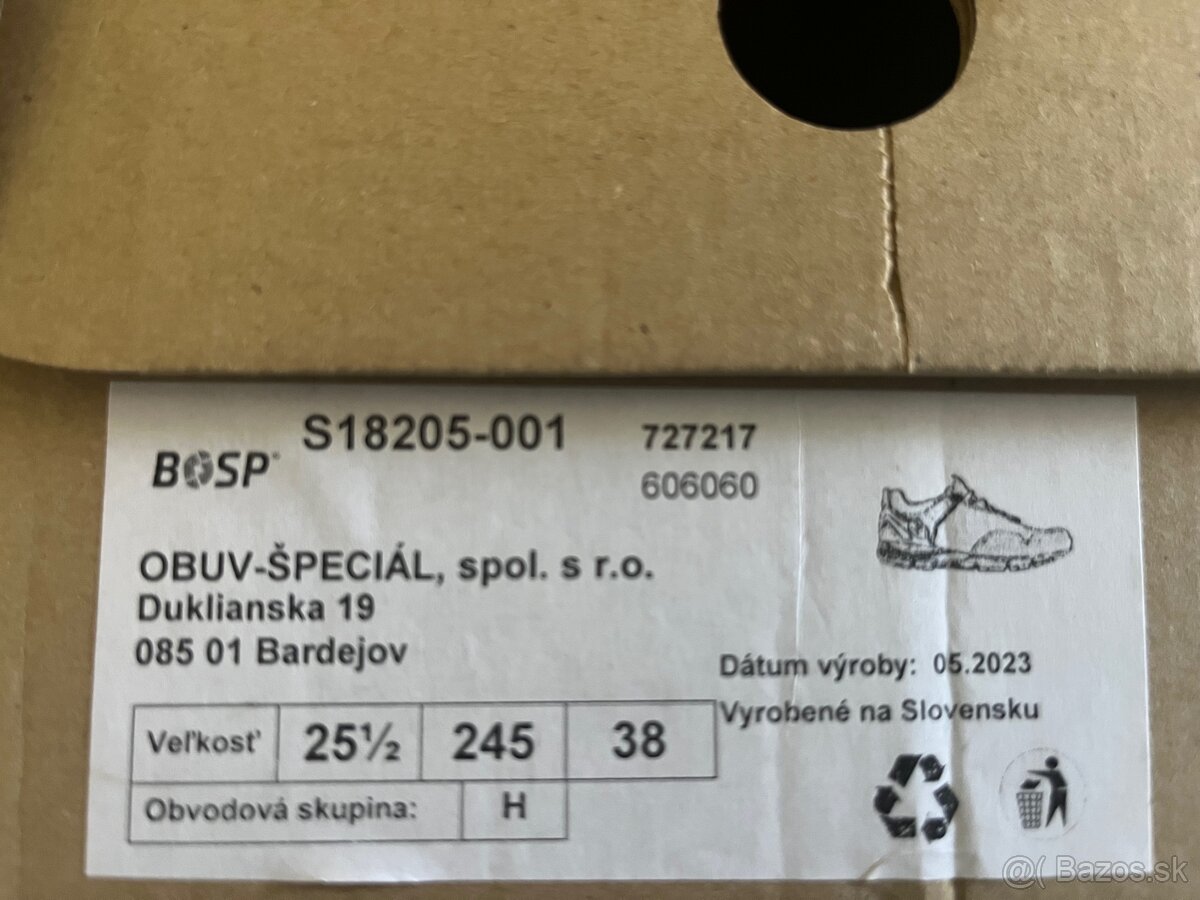 S18205-001
727217
BOSP
606060
OBUV-ŠPECIÁL, spol. s r.o.
Duklianska 19
085 01 Bardejov
Dátum výroby: 05.2023
Vyrobené na Slovensku
Veľkosť 25½ 245 38
Obvodová skupina: H
@( Bazos.sk